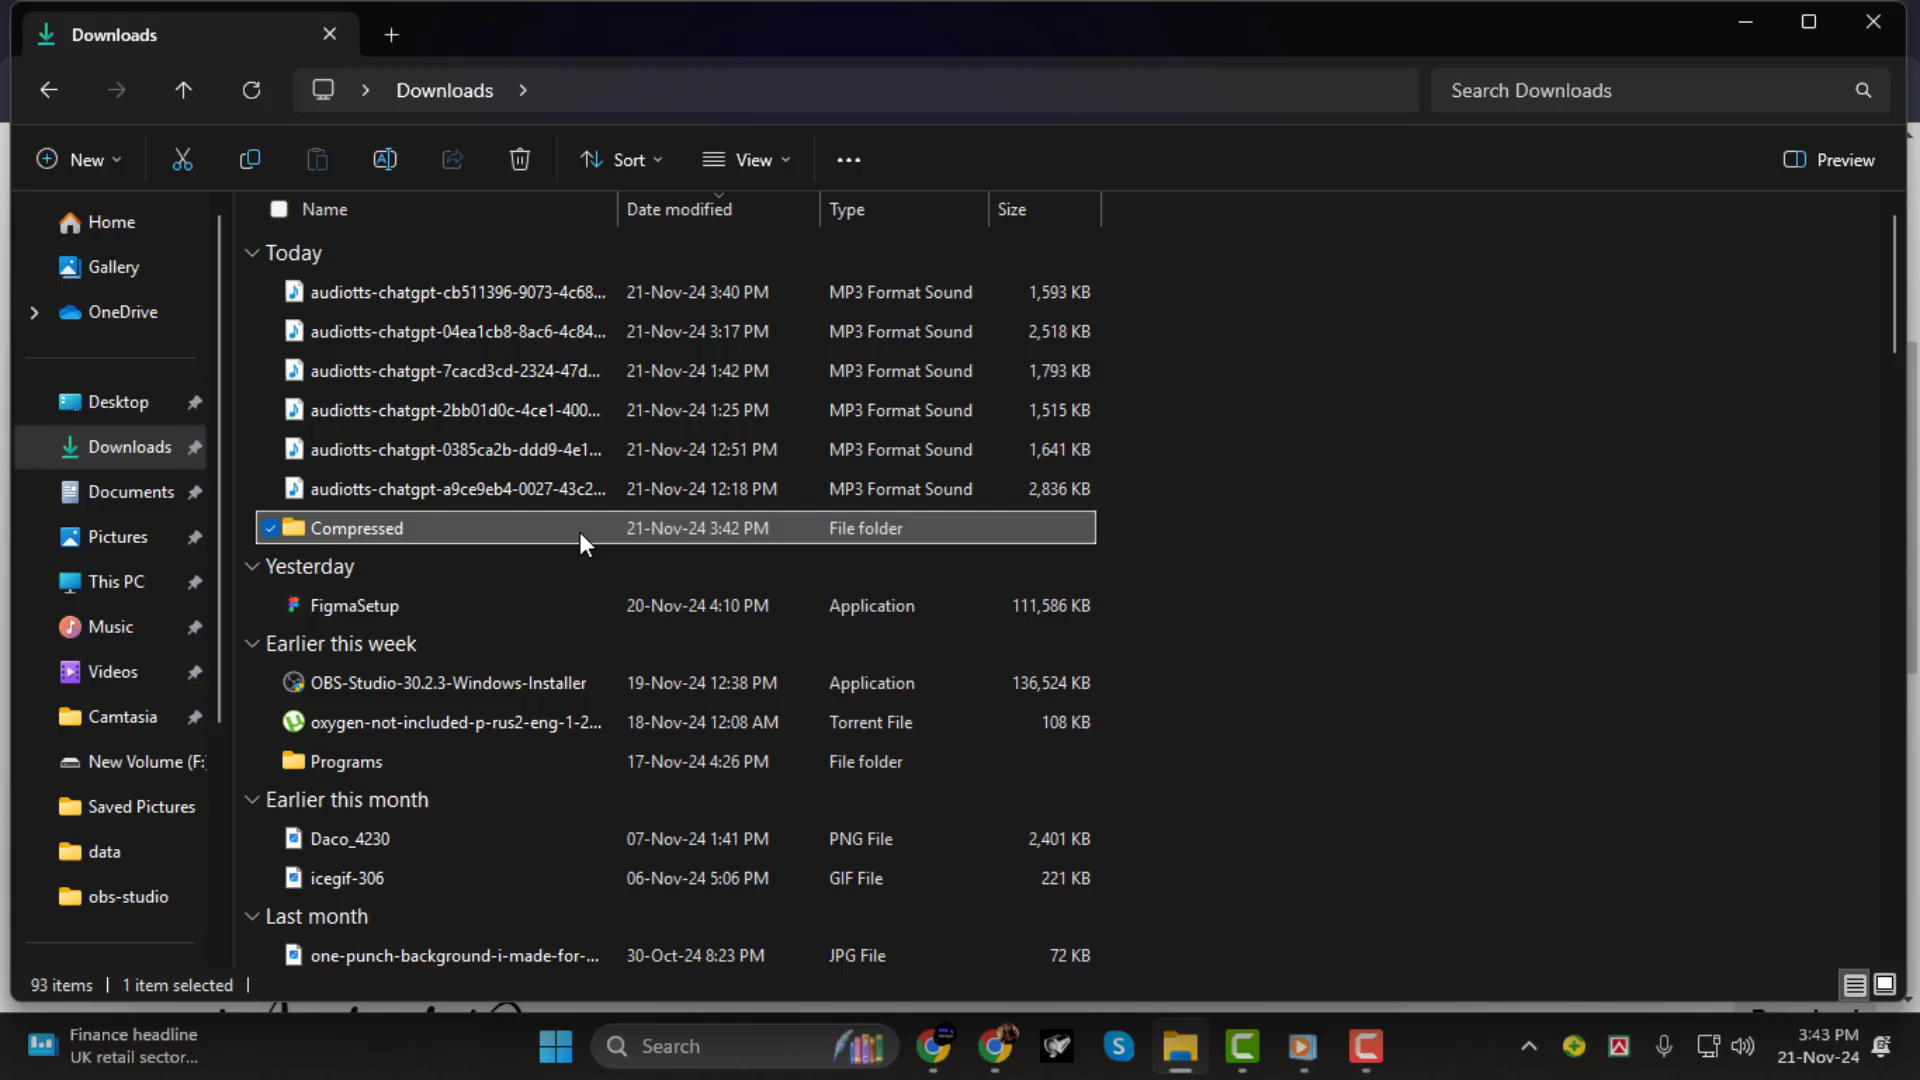 Downloads
Downloads
Search Downloads
New
Sort
View
Preview
Name Date modified Type Size
Home
Gallery
OneDrive
Desktop
Downloads
Documents
Pictures
This PC
Music
Videos
Camtasia
New Volume (F:)
Saved Pictures
data
obs-studio
Today
audiotts-chatgpt-cb511396-9073-4c68... 21-Nov-24 3:40 PM MP3 Format Sound 1,593 KB
audiotts-chatgpt-04ea1cb8-8ac6-4c84... 21-Nov-24 3:17 PM MP3 Format Sound 2,518 KB
audiotts-chatgpt-7cacd3cd-2324-47d... 21-Nov-24 1:42 PM MP3 Format Sound 1,793 KB
audiotts-chatgpt-2bb01d0c-4ce1-400... 21-Nov-24 1:25 PM MP3 Format Sound 1,515 KB
audiotts-chatgpt-0385ca2b-ddd9-4e1... 21-Nov-24 12:51 PM MP3 Format Sound 1,641 KB
audiotts-chatgpt-a9ce9eb4-0027-43c2... 21-Nov-24 12:18 PM MP3 Format Sound 2,836 KB
Compressed 21-Nov-24 3:42 PM File folder
Yesterday
FigmaSetup 20-Nov-24 4:10 PM Application 111,586 KB
Earlier this week
OBS-Studio-30.2.3-Windows-Installer 19-Nov-24 12:38 PM Application 136,524 KB
oxygen-not-included-p-rus2-eng-1-2... 18-Nov-24 12:08 AM Torrent File 108 KB
Programs 17-Nov-24 4:26 PM File folder
Earlier this month
Daco_4230 07-Nov-24 1:41 PM PNG File 2,401 KB
icegif-306 06-Nov-24 5:06 PM GIF File 221 KB
Last month
one-punch-background-i-made-for-... 30-Oct-24 8:23 PM JPG File 72 KB
93 items 1 item selected
Finance headline
UK retail sector...
Search
3:43 PM
21-Nov-24